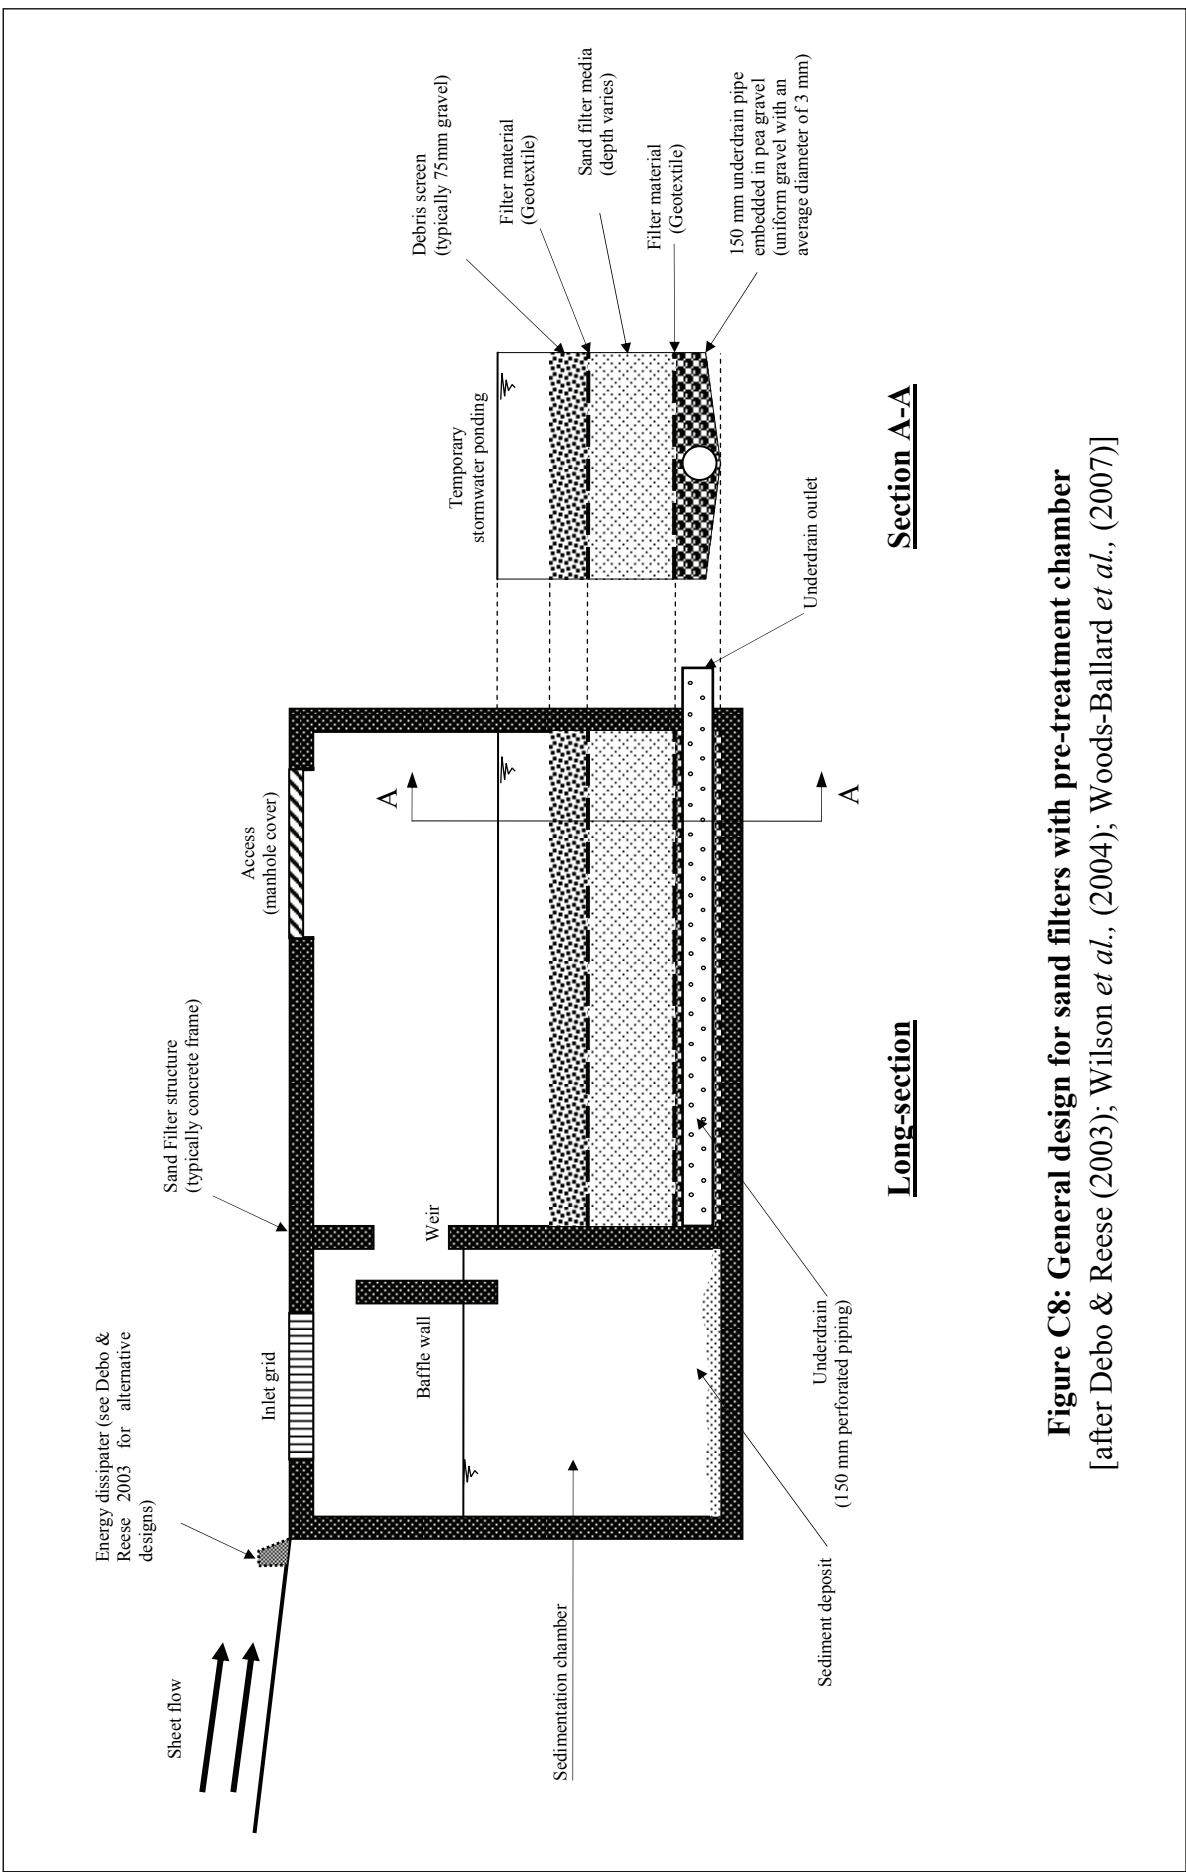 Sheet flow
Energy dissipater (see Debo &
Reese 2003 for alternative
designs)
Inlet grid
Sand Filter structure
(typically concrete frame)
Access
(manhole cover)
Baffle wall
Weir
A
A
Sedimentation chamber
Sediment deposit
Underdrain
(150 mm perforated piping)
Underdrain outlet
Long-section
Temporary
stormwater ponding
Debris screen
(typically 75mm gravel)
Filter material
(Geotextile)
Sand filter media
(depth varies)
Filter material
(Geotextile)
150 mm underdrain pipe
embedded in pea gravel
(uniform gravel with an
average diameter of 3 mm)
Section A-A
Figure C8: General design for sand filters with pre-treatment chamber
[after Debo & Reese (2003); Wilson et al., (2004); Woods-Ballard et al., (2007)]